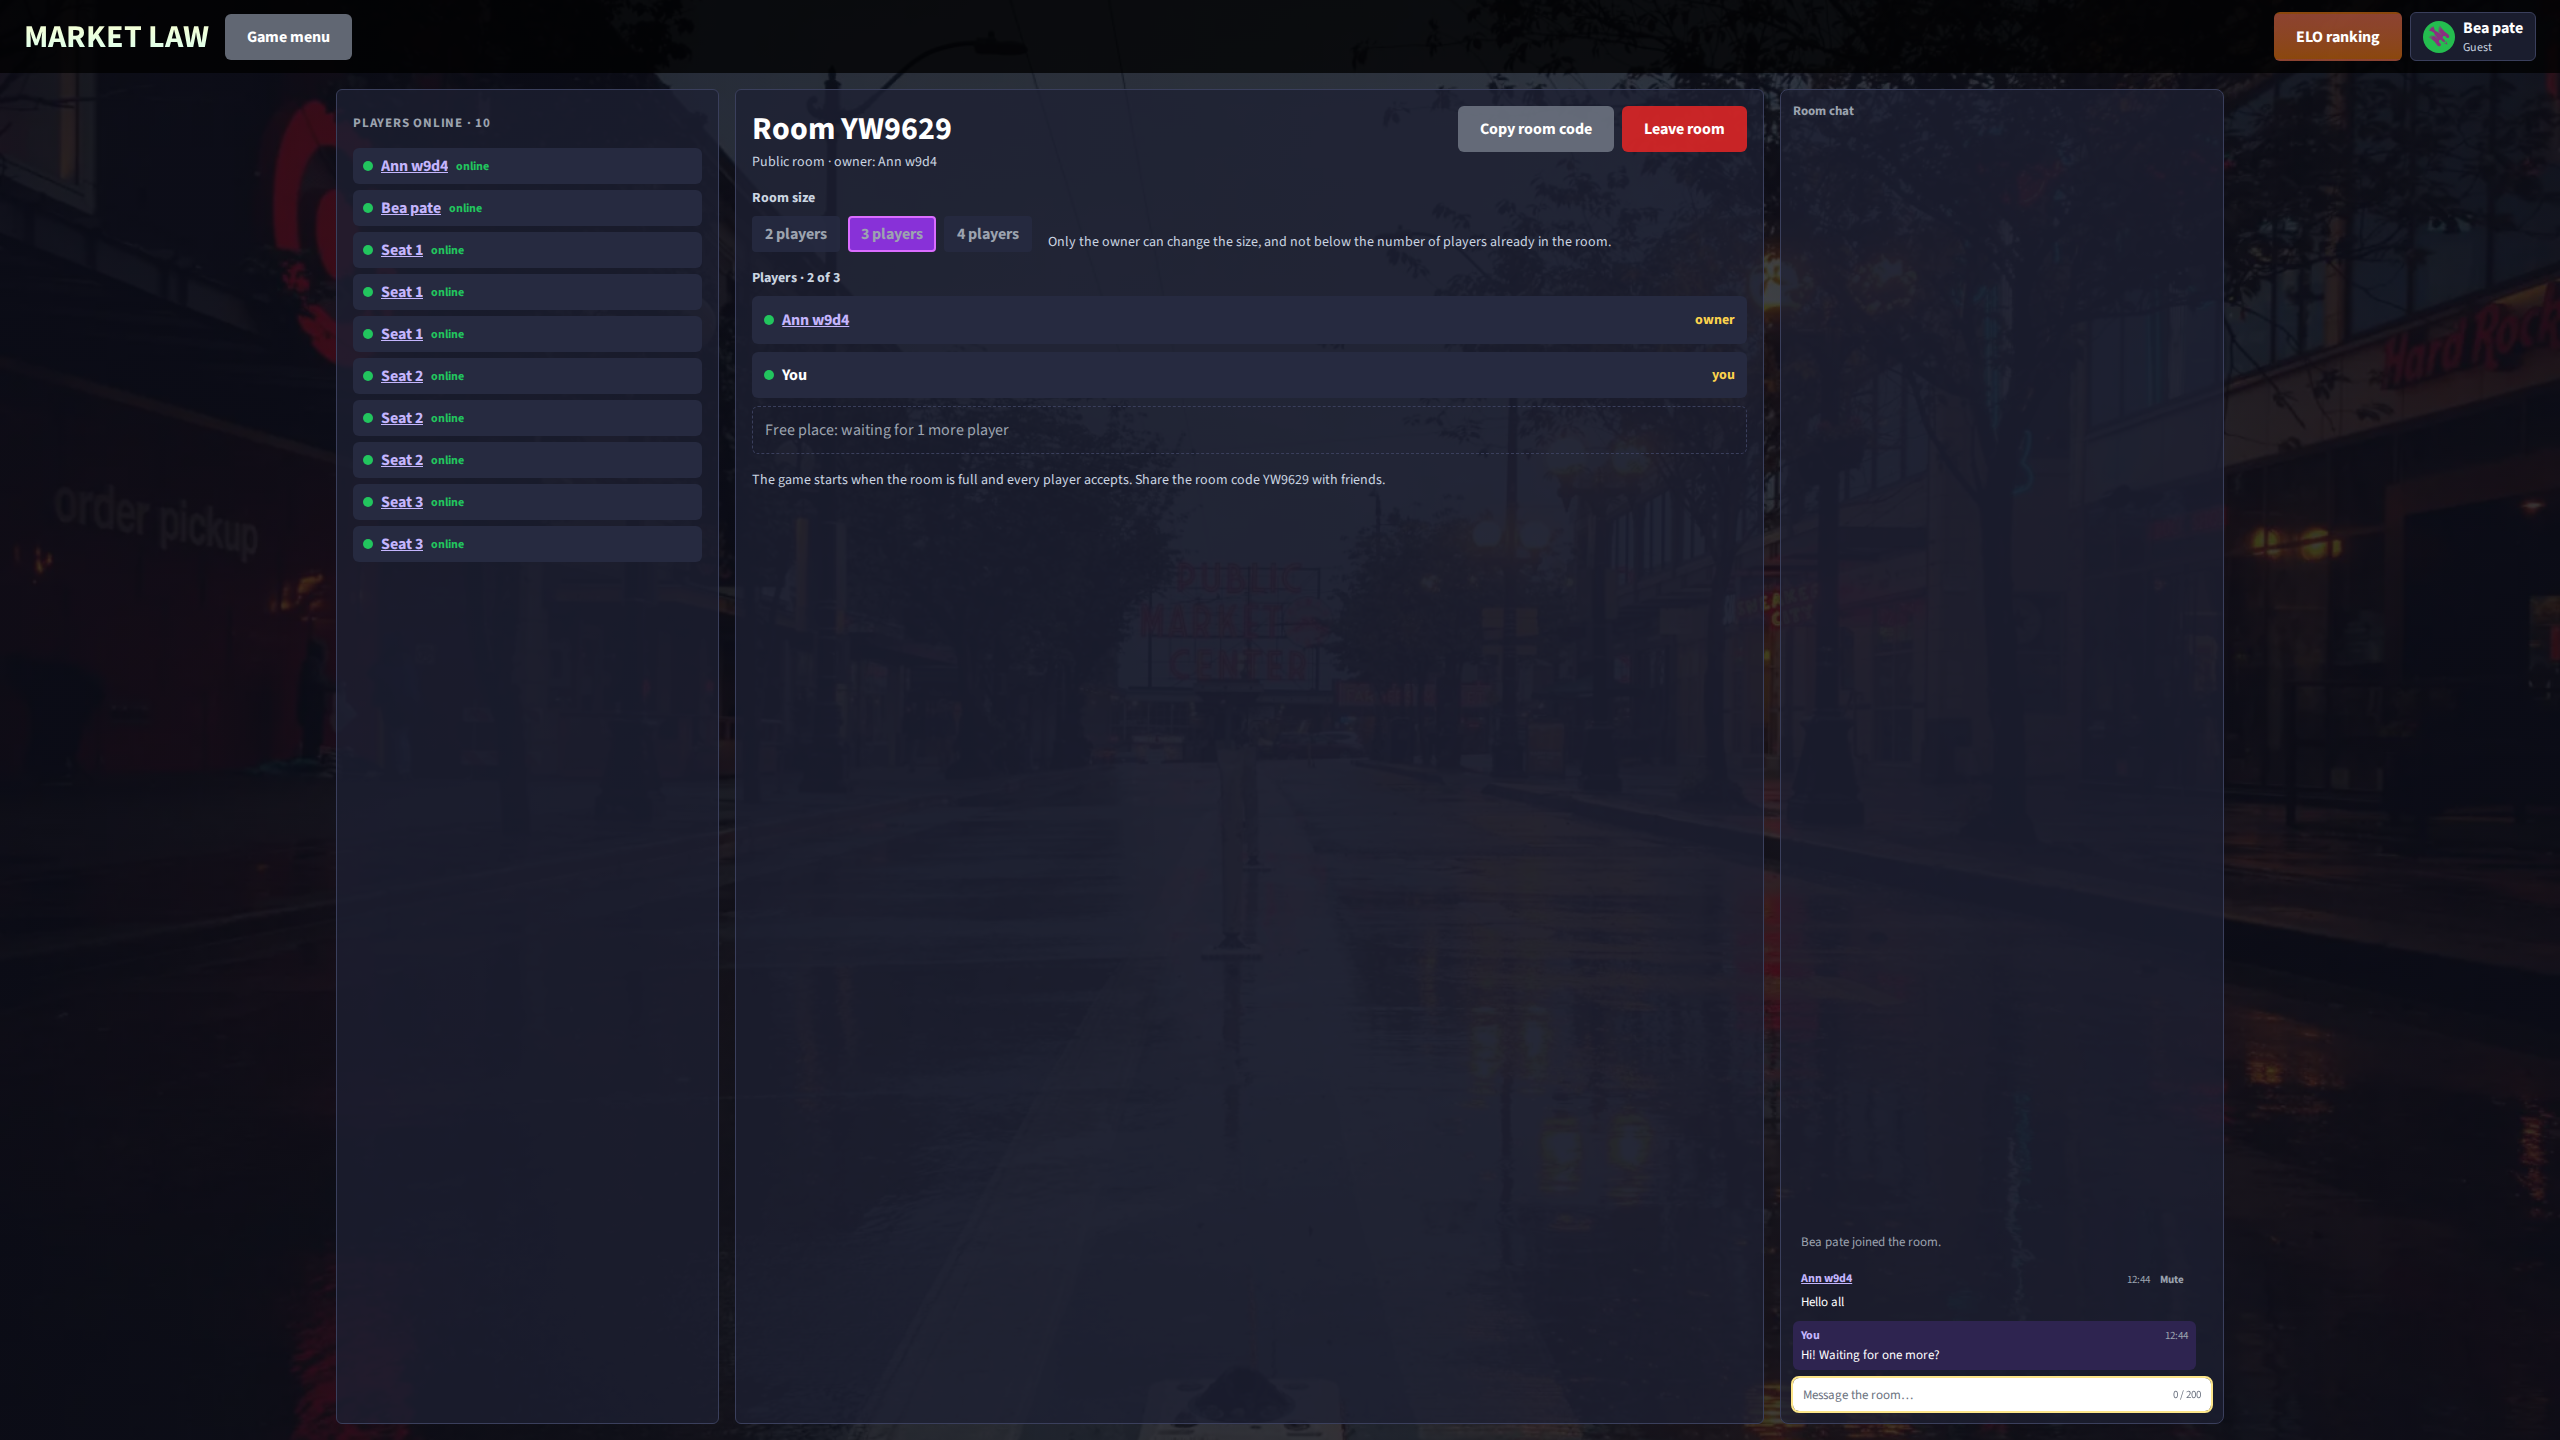 MARKET LAW
Game menu
ELO ranking
Bea pate
Guest
PLAYERS ONLINE · 10
Ann w9d4 online
Bea pate online
Seat 1 online
Seat 1 online
Seat 1 online
Seat 2 online
Seat 2 online
Seat 2 online
Seat 3 online
Seat 3 online
Room YW9629
Copy room code
Leave room
Public room · owner: Ann w9d4
Room size
2 players
3 players
4 players
Only the owner can change the size, and not below the number of players already in the room.
Players · 2 of 3
Ann w9d4 owner
You you
Free place: waiting for 1 more player
The game starts when the room is full and every player accepts. Share the room code YW9629 with friends.
Room chat
Bea pate joined the room.
Ann w9d4 12:44 Mute
Hello all
You 12:44
Hi! Waiting for one more?
Message the room… 0 / 200
order pickup
PUBLIC
MARKET
CENTER
Hard Rock